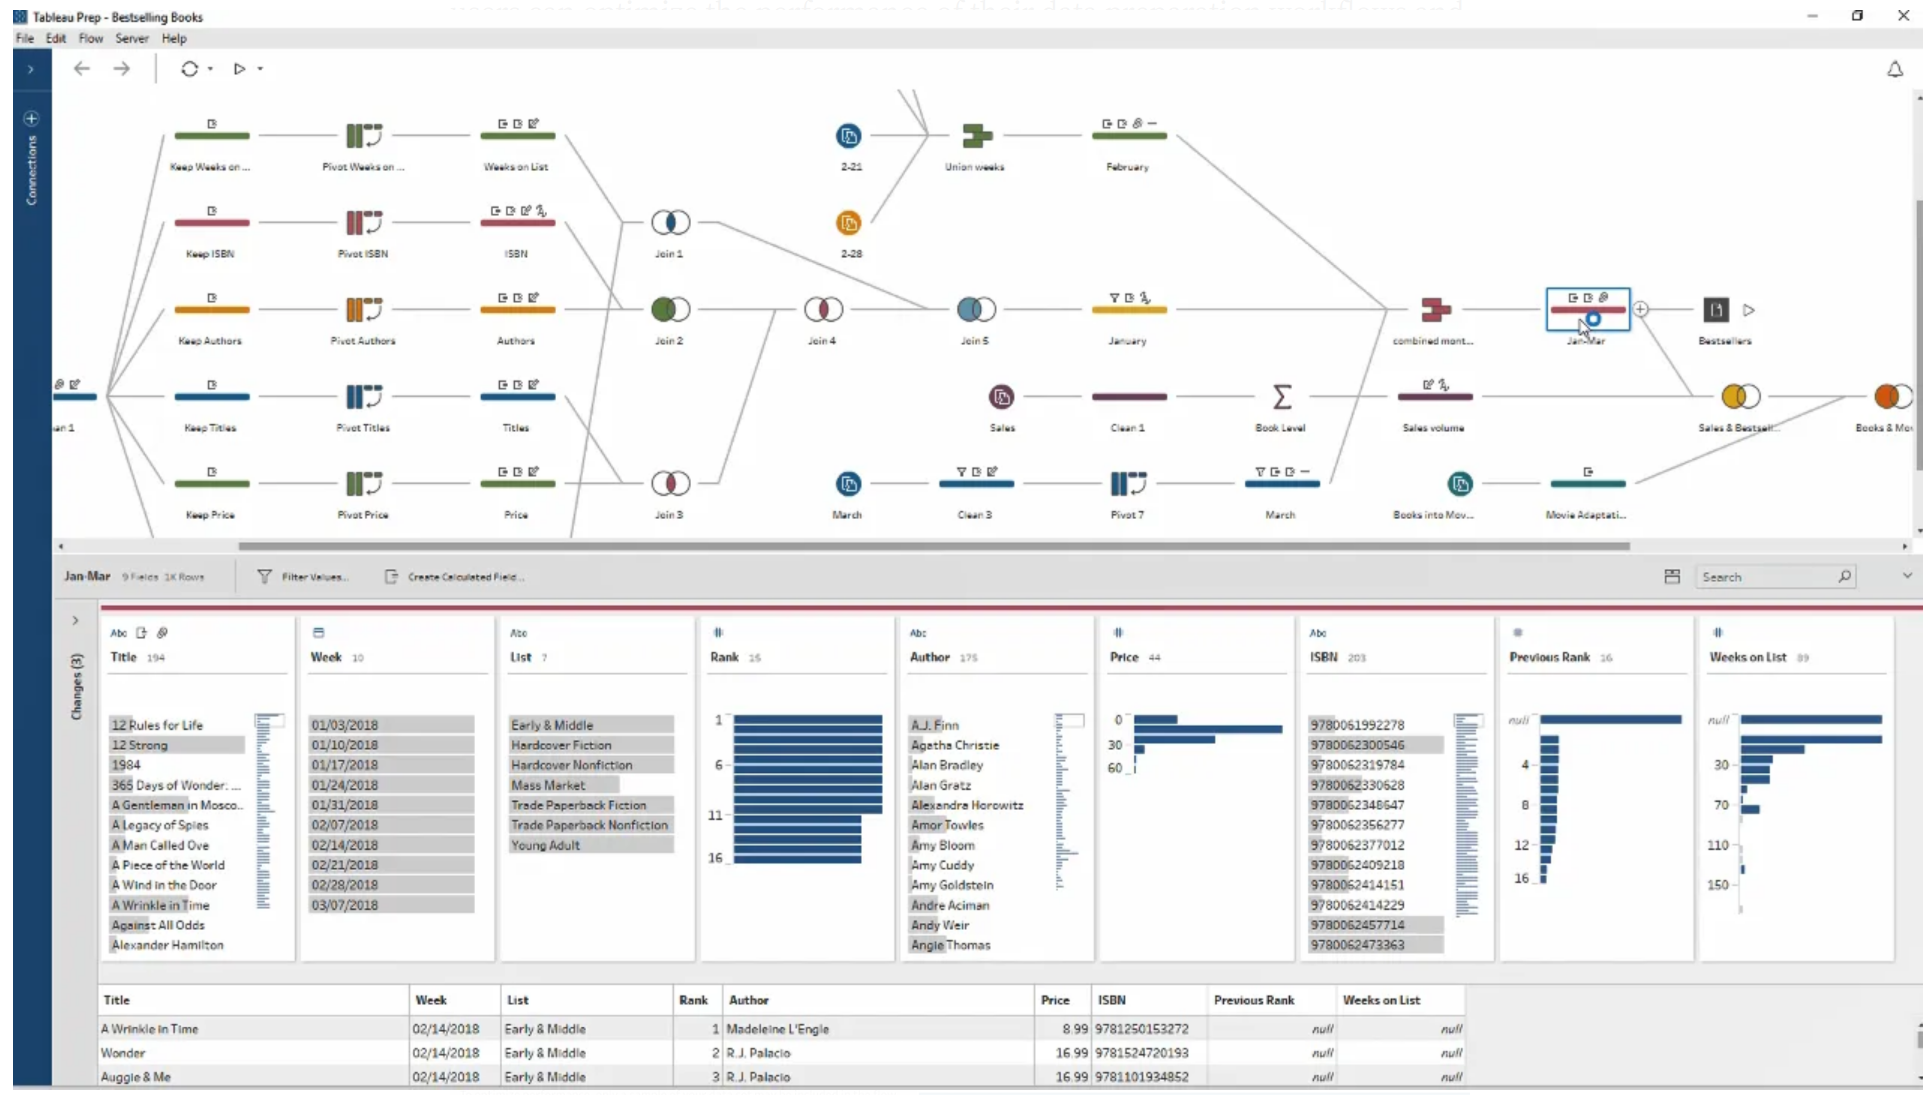 Tableau Prep - Bestselling Books
File Edit Flow Server Help
Connections
Keep Weeks on ... Pivot Weeks on ... Weeks on List 2-21 Union weeks February
Keep ISBN Pivot ISBN ISBN Join 1 2-28
Keep Authors Pivot Authors Authors Join 2 Join 4 Join 5 January combined mont... Jan-Mar Bestsellers
an 1 Keep Titles Pivot Titles Titles Sales Clean 1 Book Level Sales volume Sales & Bestsell... Books & Mo
Keep Price Pivot Price Price Join 3 March Clean 3 Pivot 7 March Books into Mov... Movie Adaptati...
Jan-Mar 9 Fields 1K Rows Filter Values... Create Calculated Field... Search
Changes (3)
Abc Abc Abc Abc
Title 194 Week 10 List 7 Rank 15 Author 175 Price 44 ISBN 203 Previous Rank 16 Weeks on List 89
12 Rules for Life
12 Strong
1984
365 Days of Wonder: ...
A Gentleman in Mosco..
A Legacy of Spies
A Man Called Ove
A Piece of the World
A Wind in the Door
A Wrinkle in Time
Against All Odds
Alexander Hamilton
01/03/2018
01/10/2018
01/17/2018
01/24/2018
01/31/2018
02/07/2018
02/14/2018
02/21/2018
02/28/2018
03/07/2018
Early & Middle
Hardcover Fiction
Hardcover Nonfiction
Mass Market
Trade Paperback Fiction
Trade Paperback Nonfiction
Young Adult
1
6
11
16
A.J. Finn
Agatha Christie
Alan Bradley
Alan Gratz
Alexandra Horowitz
Amor Towles
Amy Bloom
Amy Cuddy
Amy Goldstein
Andre Aciman
Andy Weir
Angie Thomas
0
30
60
9780061992278
9780062300546
9780062319784
9780062330628
9780062348647
9780062356277
9780062377012
9780062409218
9780062414151
9780062414229
9780062457714
9780062473363
null
4
8
12
16
null
30
70
110
150
Title Week List Rank Author Price ISBN Previous Rank Weeks on List
A Wrinkle in Time 02/14/2018 Early & Middle 1 Madeleine L'Engle 8.99 9781250153272 null null
Wonder 02/14/2018 Early & Middle 2 R.J. Palacio 16.99 9781524720193 null null
Auggie & Me 02/14/2018 Early & Middle 3 R.J. Palacio 16.99 9781101934852 null null